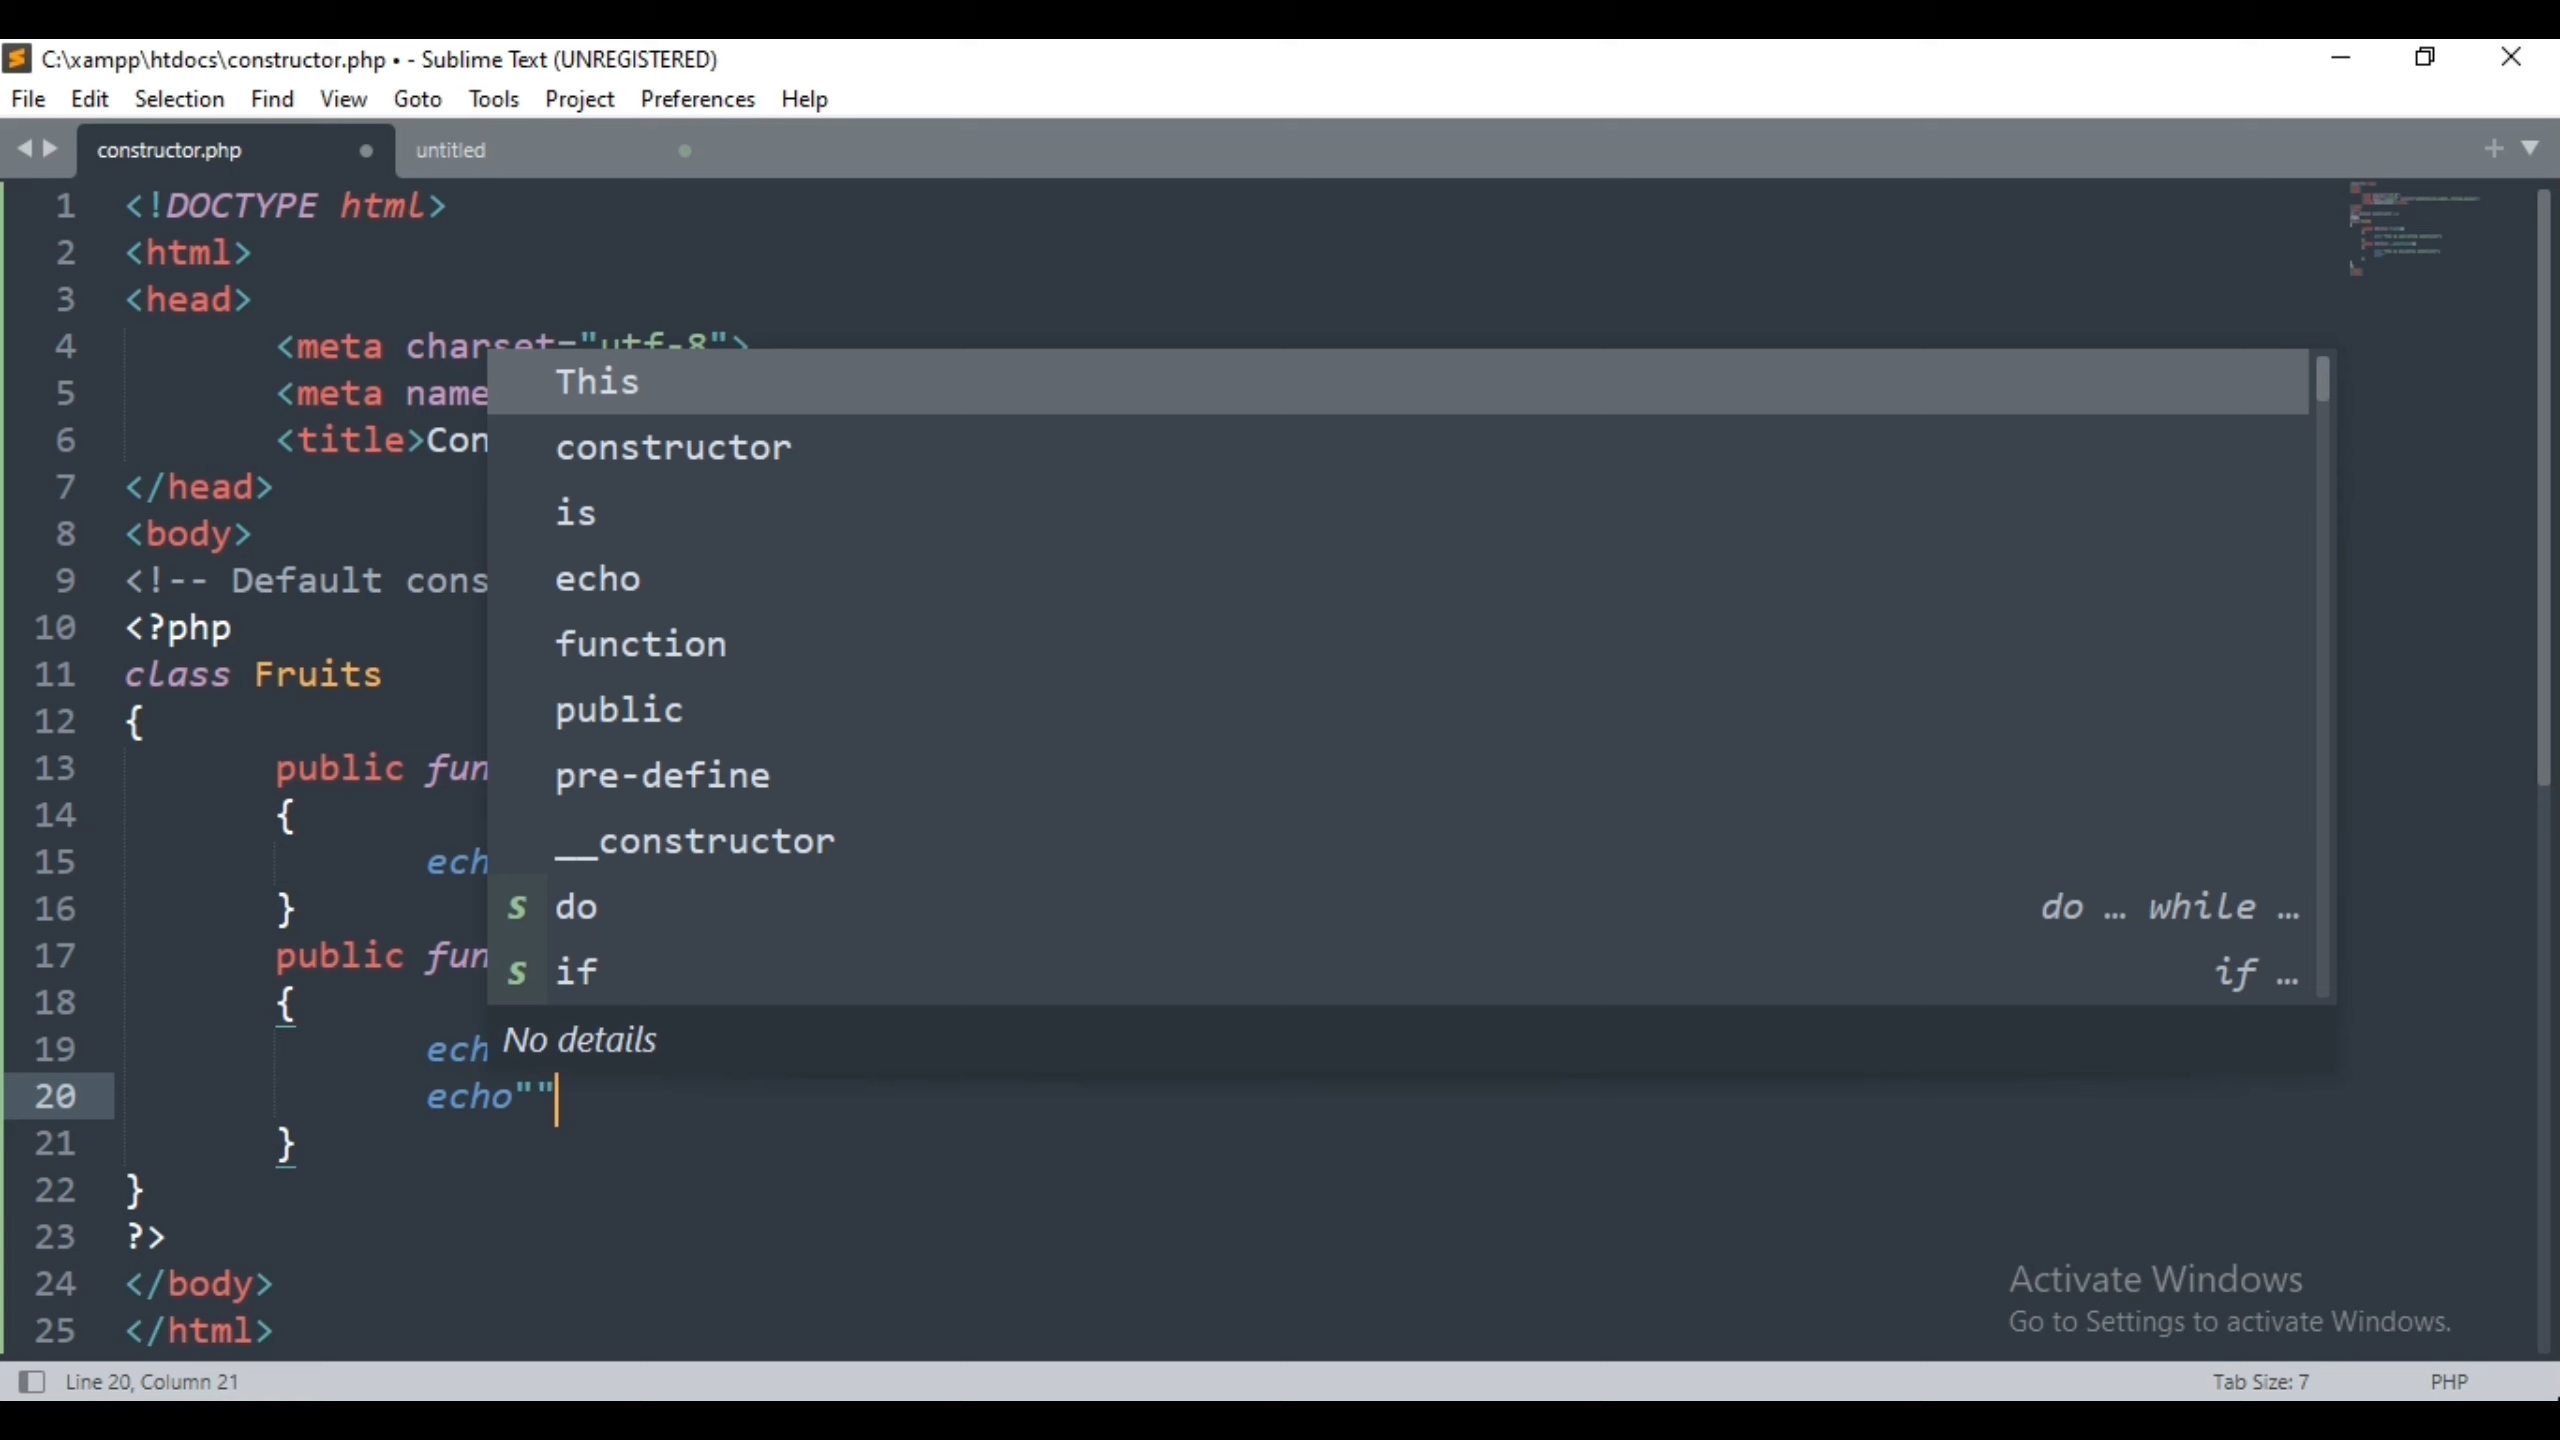 C:\xampp\htdocs\constructor.php • - Sublime Text (UNREGISTERED)
File Edit Selection Find View Goto Tools Project Preferences Help
constructor.php untitled
1 <!DOCTYPE html>
2 <html>
3 <head>
4 <meta charset="utf-8">
5 <meta name
6 <title>Con
7 </head>
8 <body>
9 <!-- Default cons
10 <?php
11 class Fruits
12 {
13 public fun
14 {
15 ech
16 }
17 public fun
18 {
19 ech
20 echo""
21 }
22 }
23 ?>
24 </body>
25 </html>
This
constructor
is
echo
function
public
pre-define
__constructor
s do do … while …
s if if …
No details
Activate Windows
Go to Settings to activate Windows.
Line 20, Column 21 Tab Size: 7 PHP